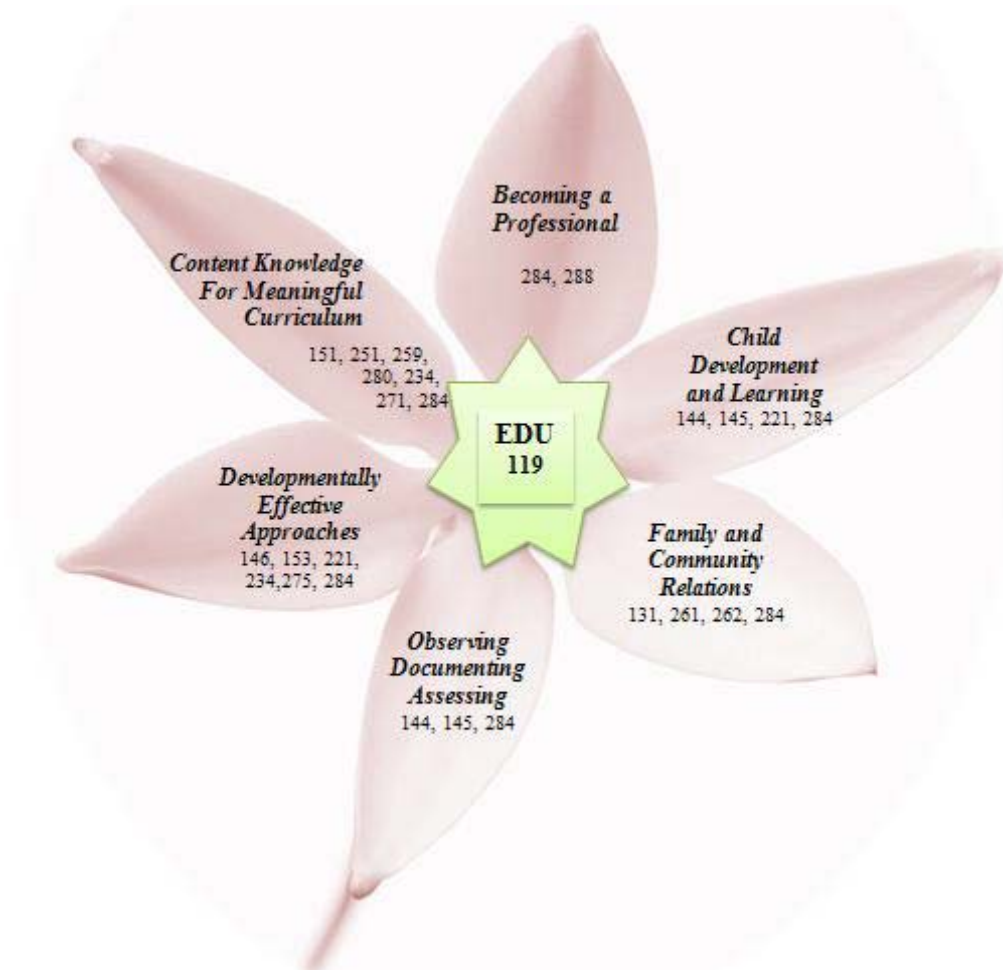 Becoming a
Professional
284, 288
Content Knowledge
For Meaningful
Curriculum
151, 251, 259,
280, 234,
271, 284
Child
Development
and Learning
144, 145, 221, 284
EDU
119
Developmentally
Effective
Approaches
146, 153, 221,
234,275, 284
Family and
Community
Relations
131, 261, 262, 284
Observing
Documenting
Assessing
144, 145, 284